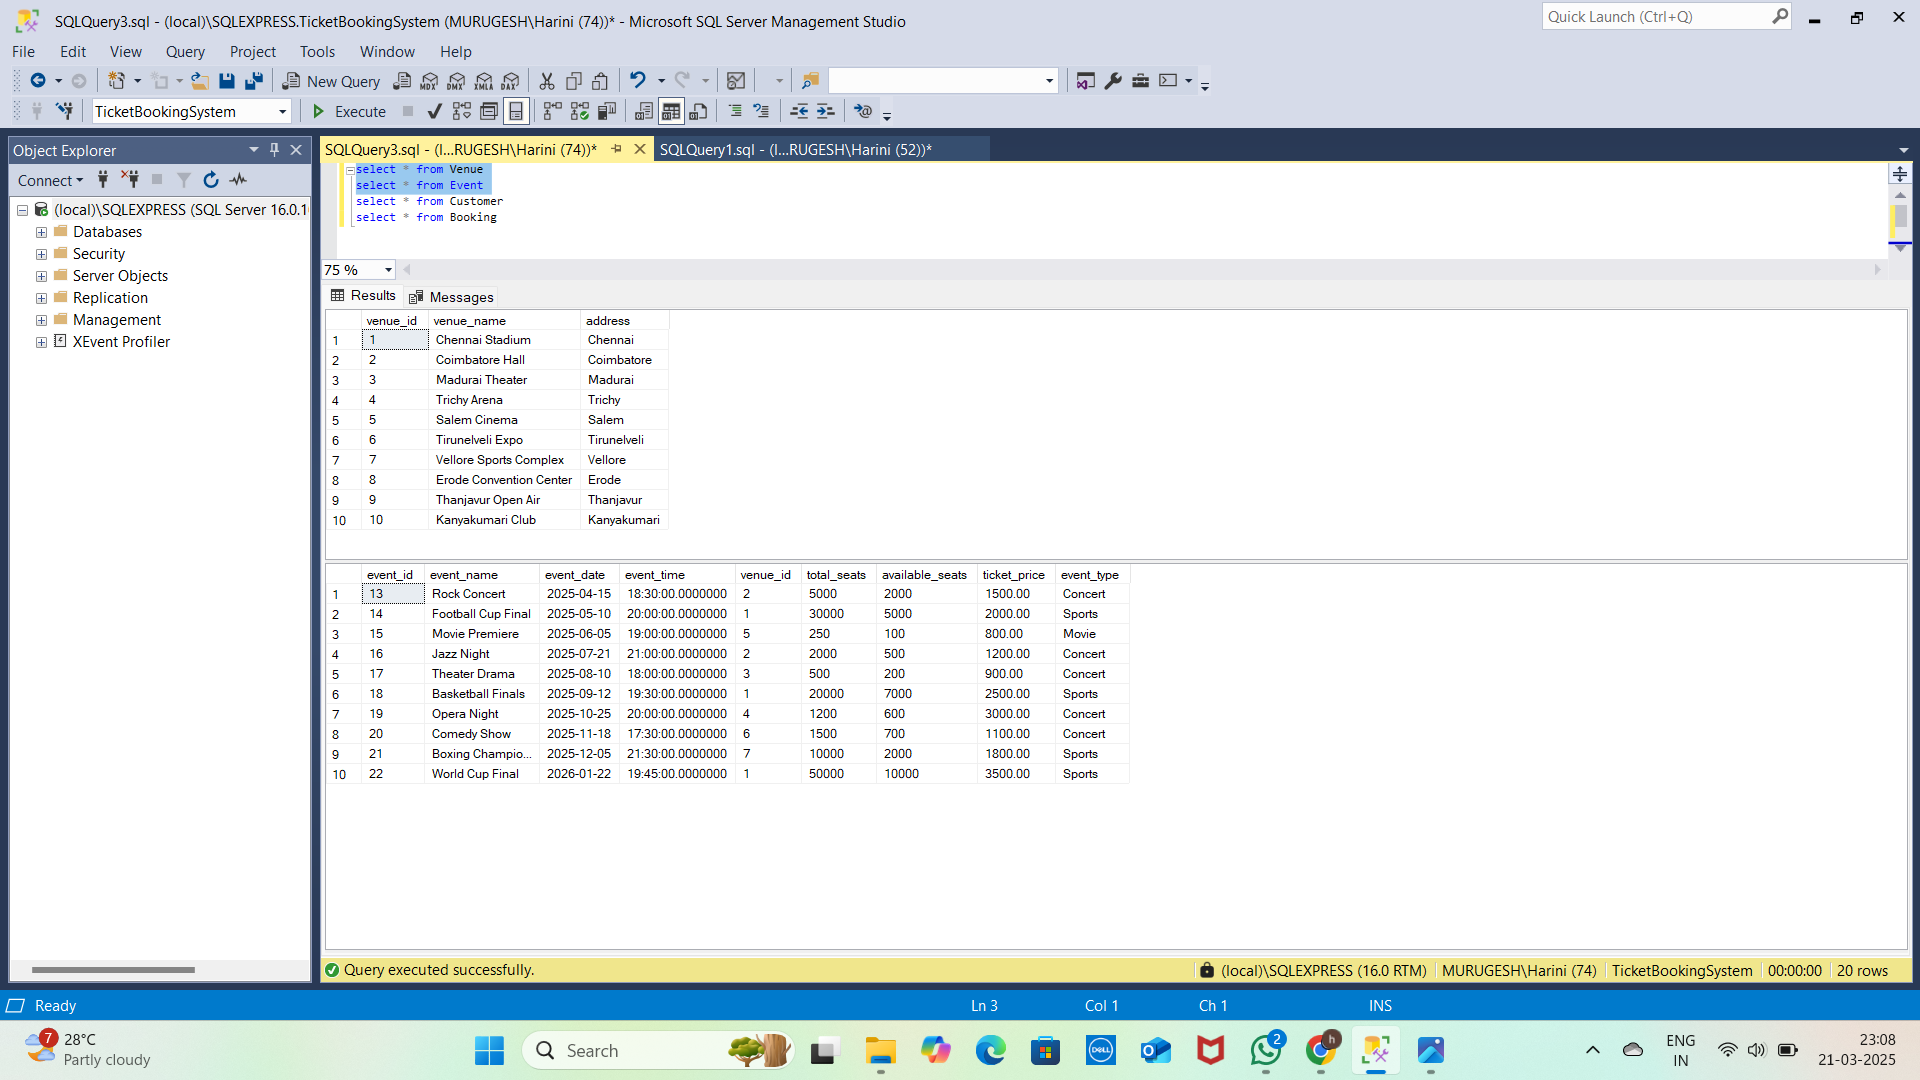 SQLQuery3.sql - (local)\SQLEXPRESS.TicketBookingSystem (MURUGESH\Harini (74))* - Microsoft SQL Server Management Studio
Quick Launch (Ctrl+Q)
File Edit View Query Project Tools Window Help
New Query MDX DMX XMLA DAX
TicketBookingSystem Execute
Object Explorer
SQLQuery3.sql - (l...RUGESH\Harini (74))*
SQLQuery1.sql - (l...RUGESH\Harini (52))*
Connect
(local)\SQLEXPRESS (SQL Server 16.0.1
Databases
Security
Server Objects
Replication
Management
XEvent Profiler
select * from Venue
select * from Event
select * from Customer
select * from Booking
75 %
Results Messages
venue_id venue_name address
1 1 Chennai Stadium Chennai
2 2 Coimbatore Hall Coimbatore
3 3 Madurai Theater Madurai
4 4 Trichy Arena Trichy
5 5 Salem Cinema Salem
6 6 Tirunelveli Expo Tirunelveli
7 7 Vellore Sports Complex Vellore
8 8 Erode Convention Center Erode
9 9 Thanjavur Open Air Thanjavur
10 10 Kanyakumari Club Kanyakumari
event_id event_name event_date event_time venue_id total_seats available_seats ticket_price event_type
1 13 Rock Concert 2025-04-15 18:30:00.0000000 2 5000 2000 1500.00 Concert
2 14 Football Cup Final 2025-05-10 20:00:00.0000000 1 30000 5000 2000.00 Sports
3 15 Movie Premiere 2025-06-05 19:00:00.0000000 5 250 100 800.00 Movie
4 16 Jazz Night 2025-07-21 21:00:00.0000000 2 2000 500 1200.00 Concert
5 17 Theater Drama 2025-08-10 18:00:00.0000000 3 500 200 900.00 Concert
6 18 Basketball Finals 2025-09-12 19:30:00.0000000 1 20000 7000 2500.00 Sports
7 19 Opera Night 2025-10-25 20:00:00.0000000 4 1200 600 3000.00 Concert
8 20 Comedy Show 2025-11-18 17:30:00.0000000 6 1500 700 1100.00 Concert
9 21 Boxing Champio... 2025-12-05 21:30:00.0000000 7 10000 2000 1800.00 Sports
10 22 World Cup Final 2026-01-22 19:45:00.0000000 1 50000 10000 3500.00 Sports
Query executed successfully.
(local)\SQLEXPRESS (16.0 RTM) MURUGESH\Harini (74) TicketBookingSystem 00:00:00 20 rows
Ready Ln 3 Col 1 Ch 1 INS
7 28°C
Partly cloudy
Search
DELL
2
h
ENG
IN
23:08
21-03-2025